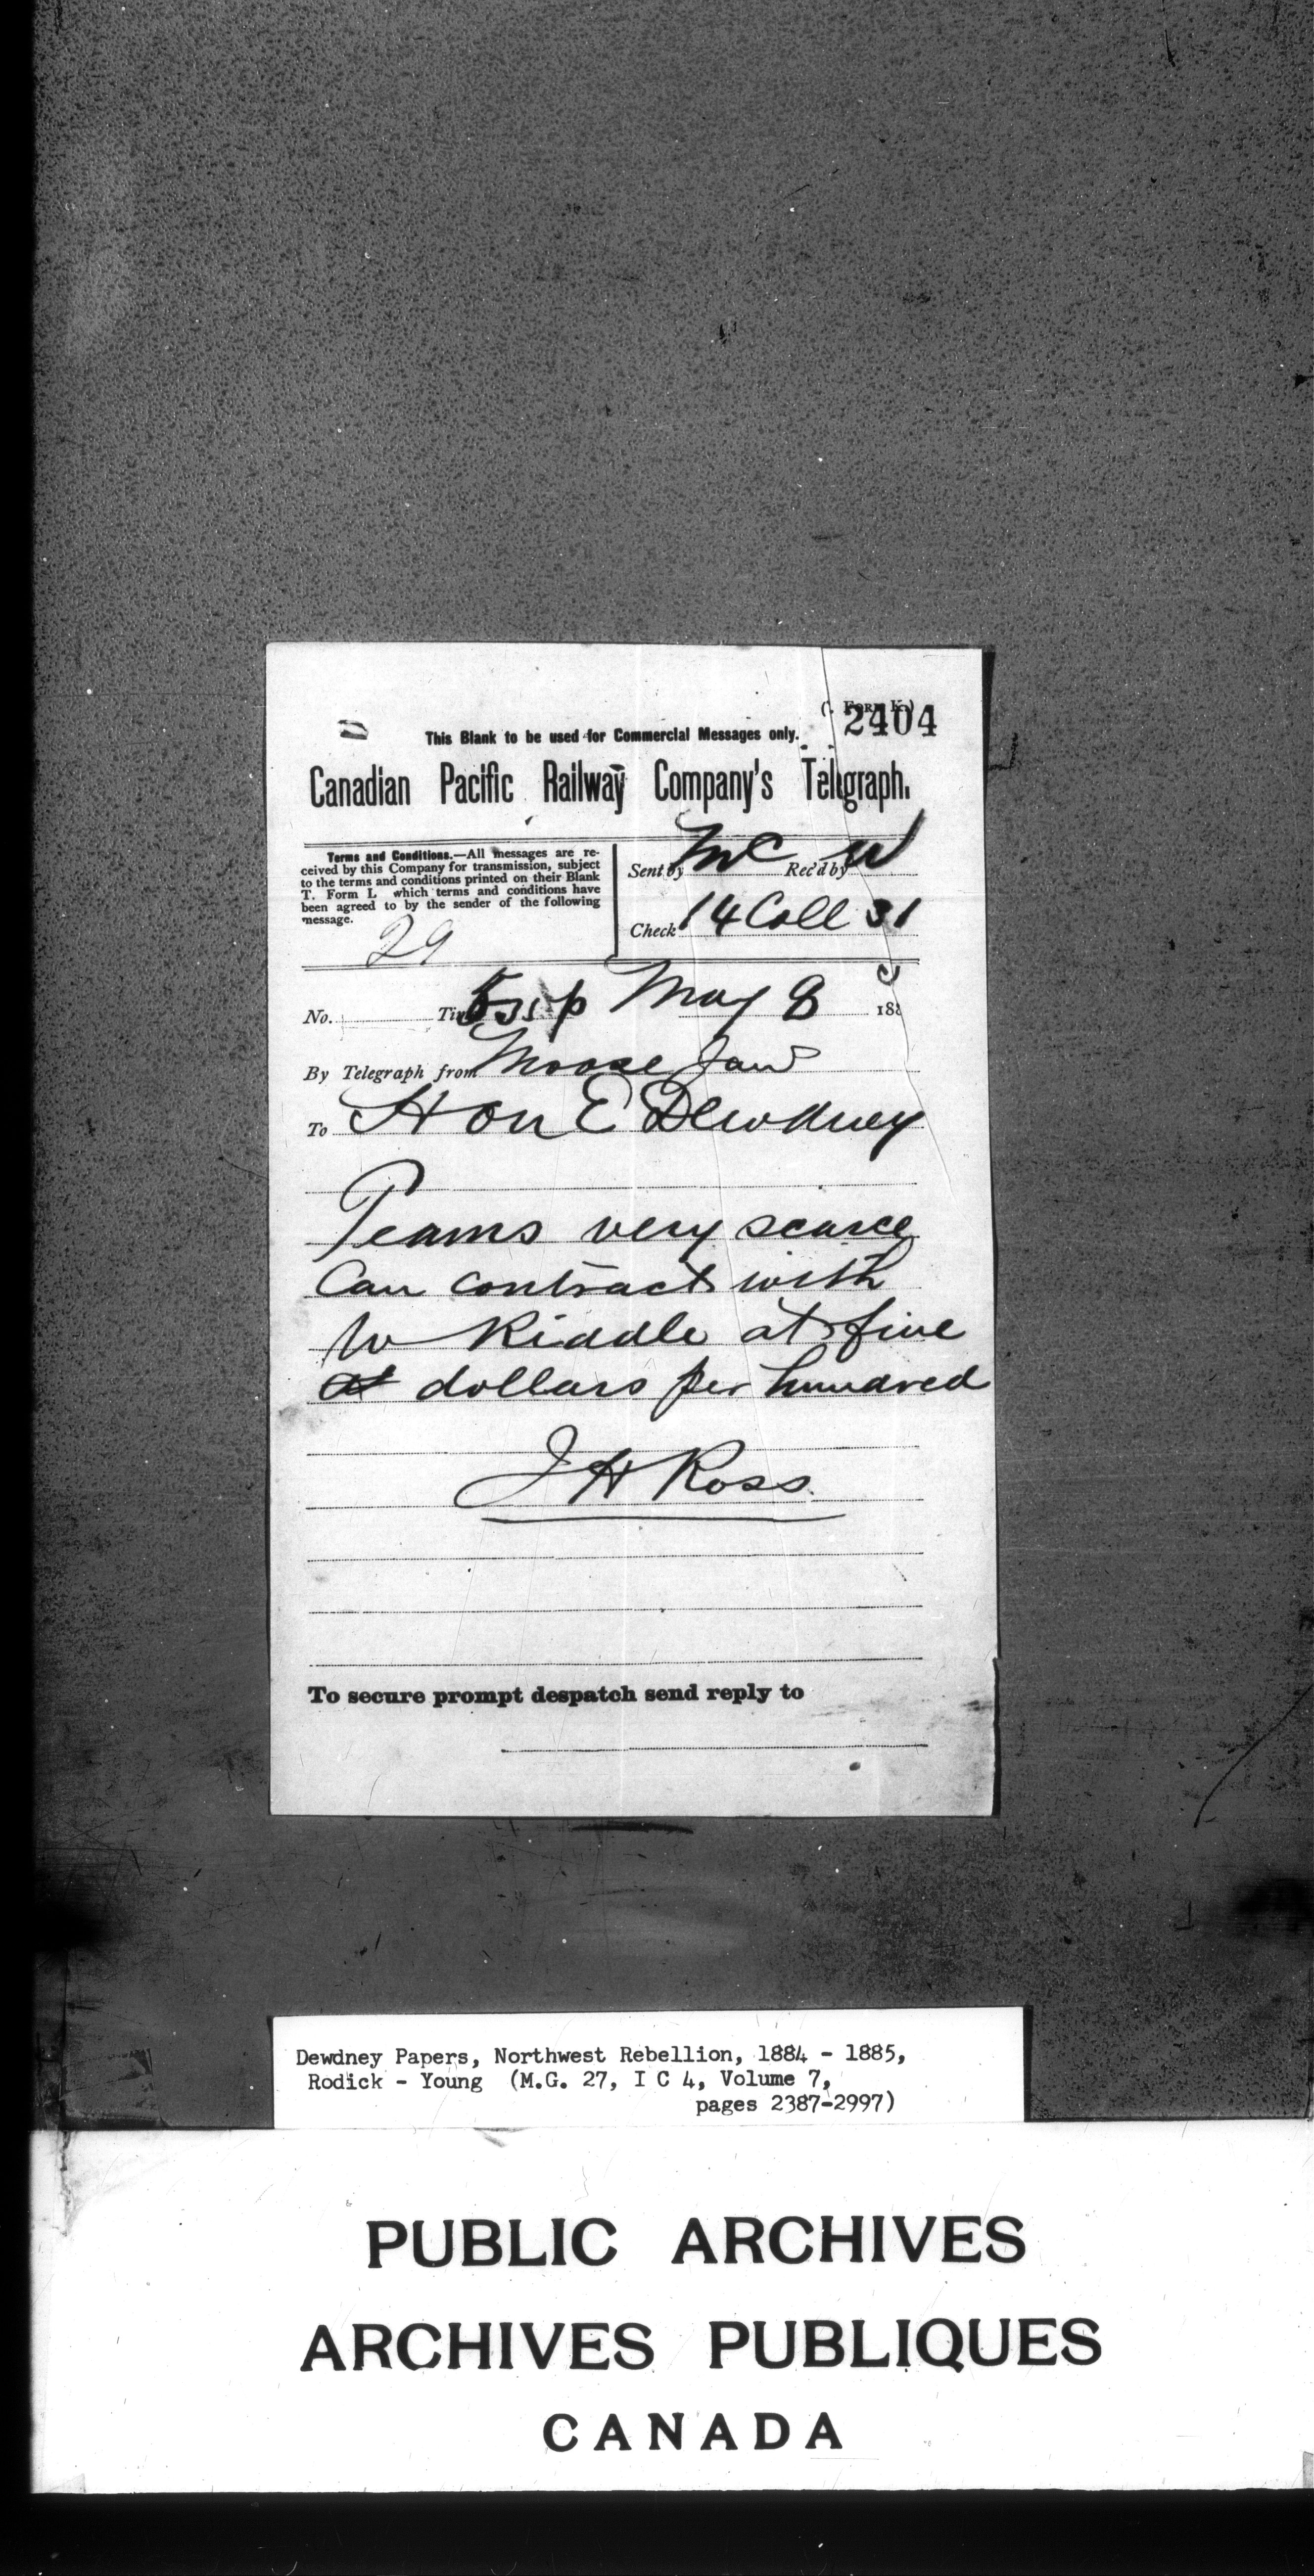 (T. Form K.)
2404
This Blank to be used for Commercial Messages only.
Canadian Pacific Railway Company's Telegraph.
Terms and Conditions.—All messages are re-
ceived by this Company for transmission, subject
to the terms and conditions printed on their Blank
T. Form L which terms and conditions have
been agreed to by the sender of the following
message.
29
Sent by Mc Rec'd by W
Check 14 Coll 31
No. Time May 8 188
By Telegraph from Moose Jaw
To Hon E Dewdney
Teams very scarce
Can contract with
W Riddle at five
at dollars per hundred
J H Ross
To secure prompt despatch send reply to
Dewdney Papers, Northwest Rebellion, 1884 - 1885,
Rodick - Young (M.G. 27, I C 4, Volume 7,
pages 2387-2997)
PUBLIC ARCHIVES
ARCHIVES PUBLIQUES
CANADA